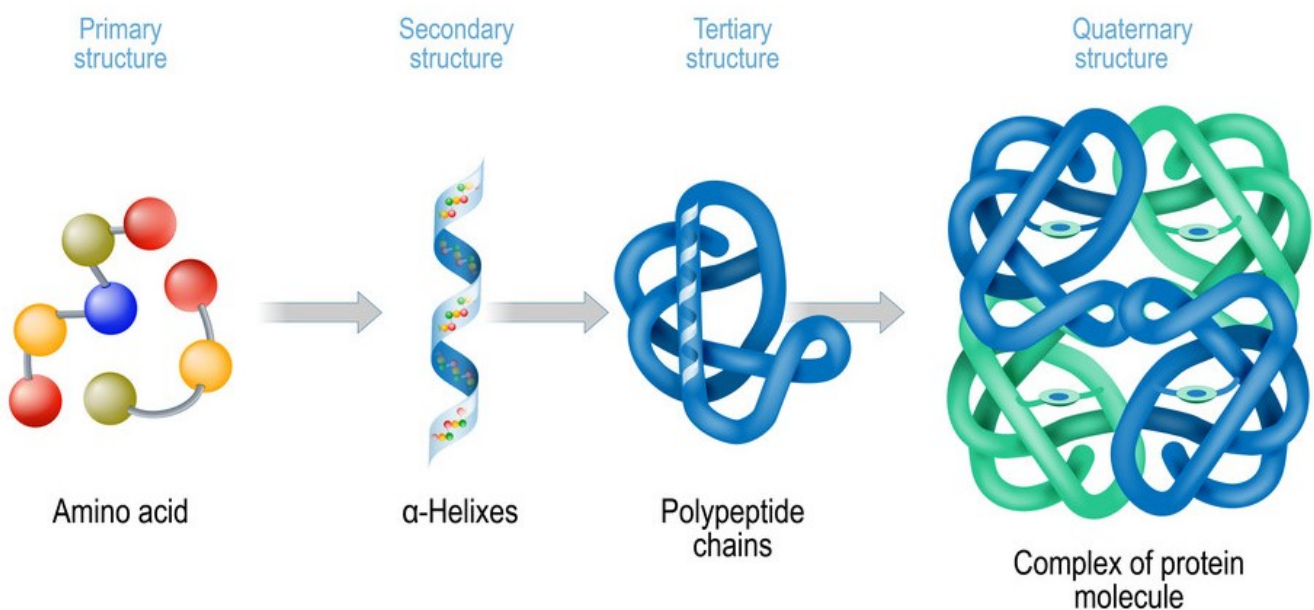 Primary
structure
Secondary
structure
Tertiary
structure
Quaternary
structure
Amino acid
α-Helixes
Polypeptide
chains
Complex of protein
molecule